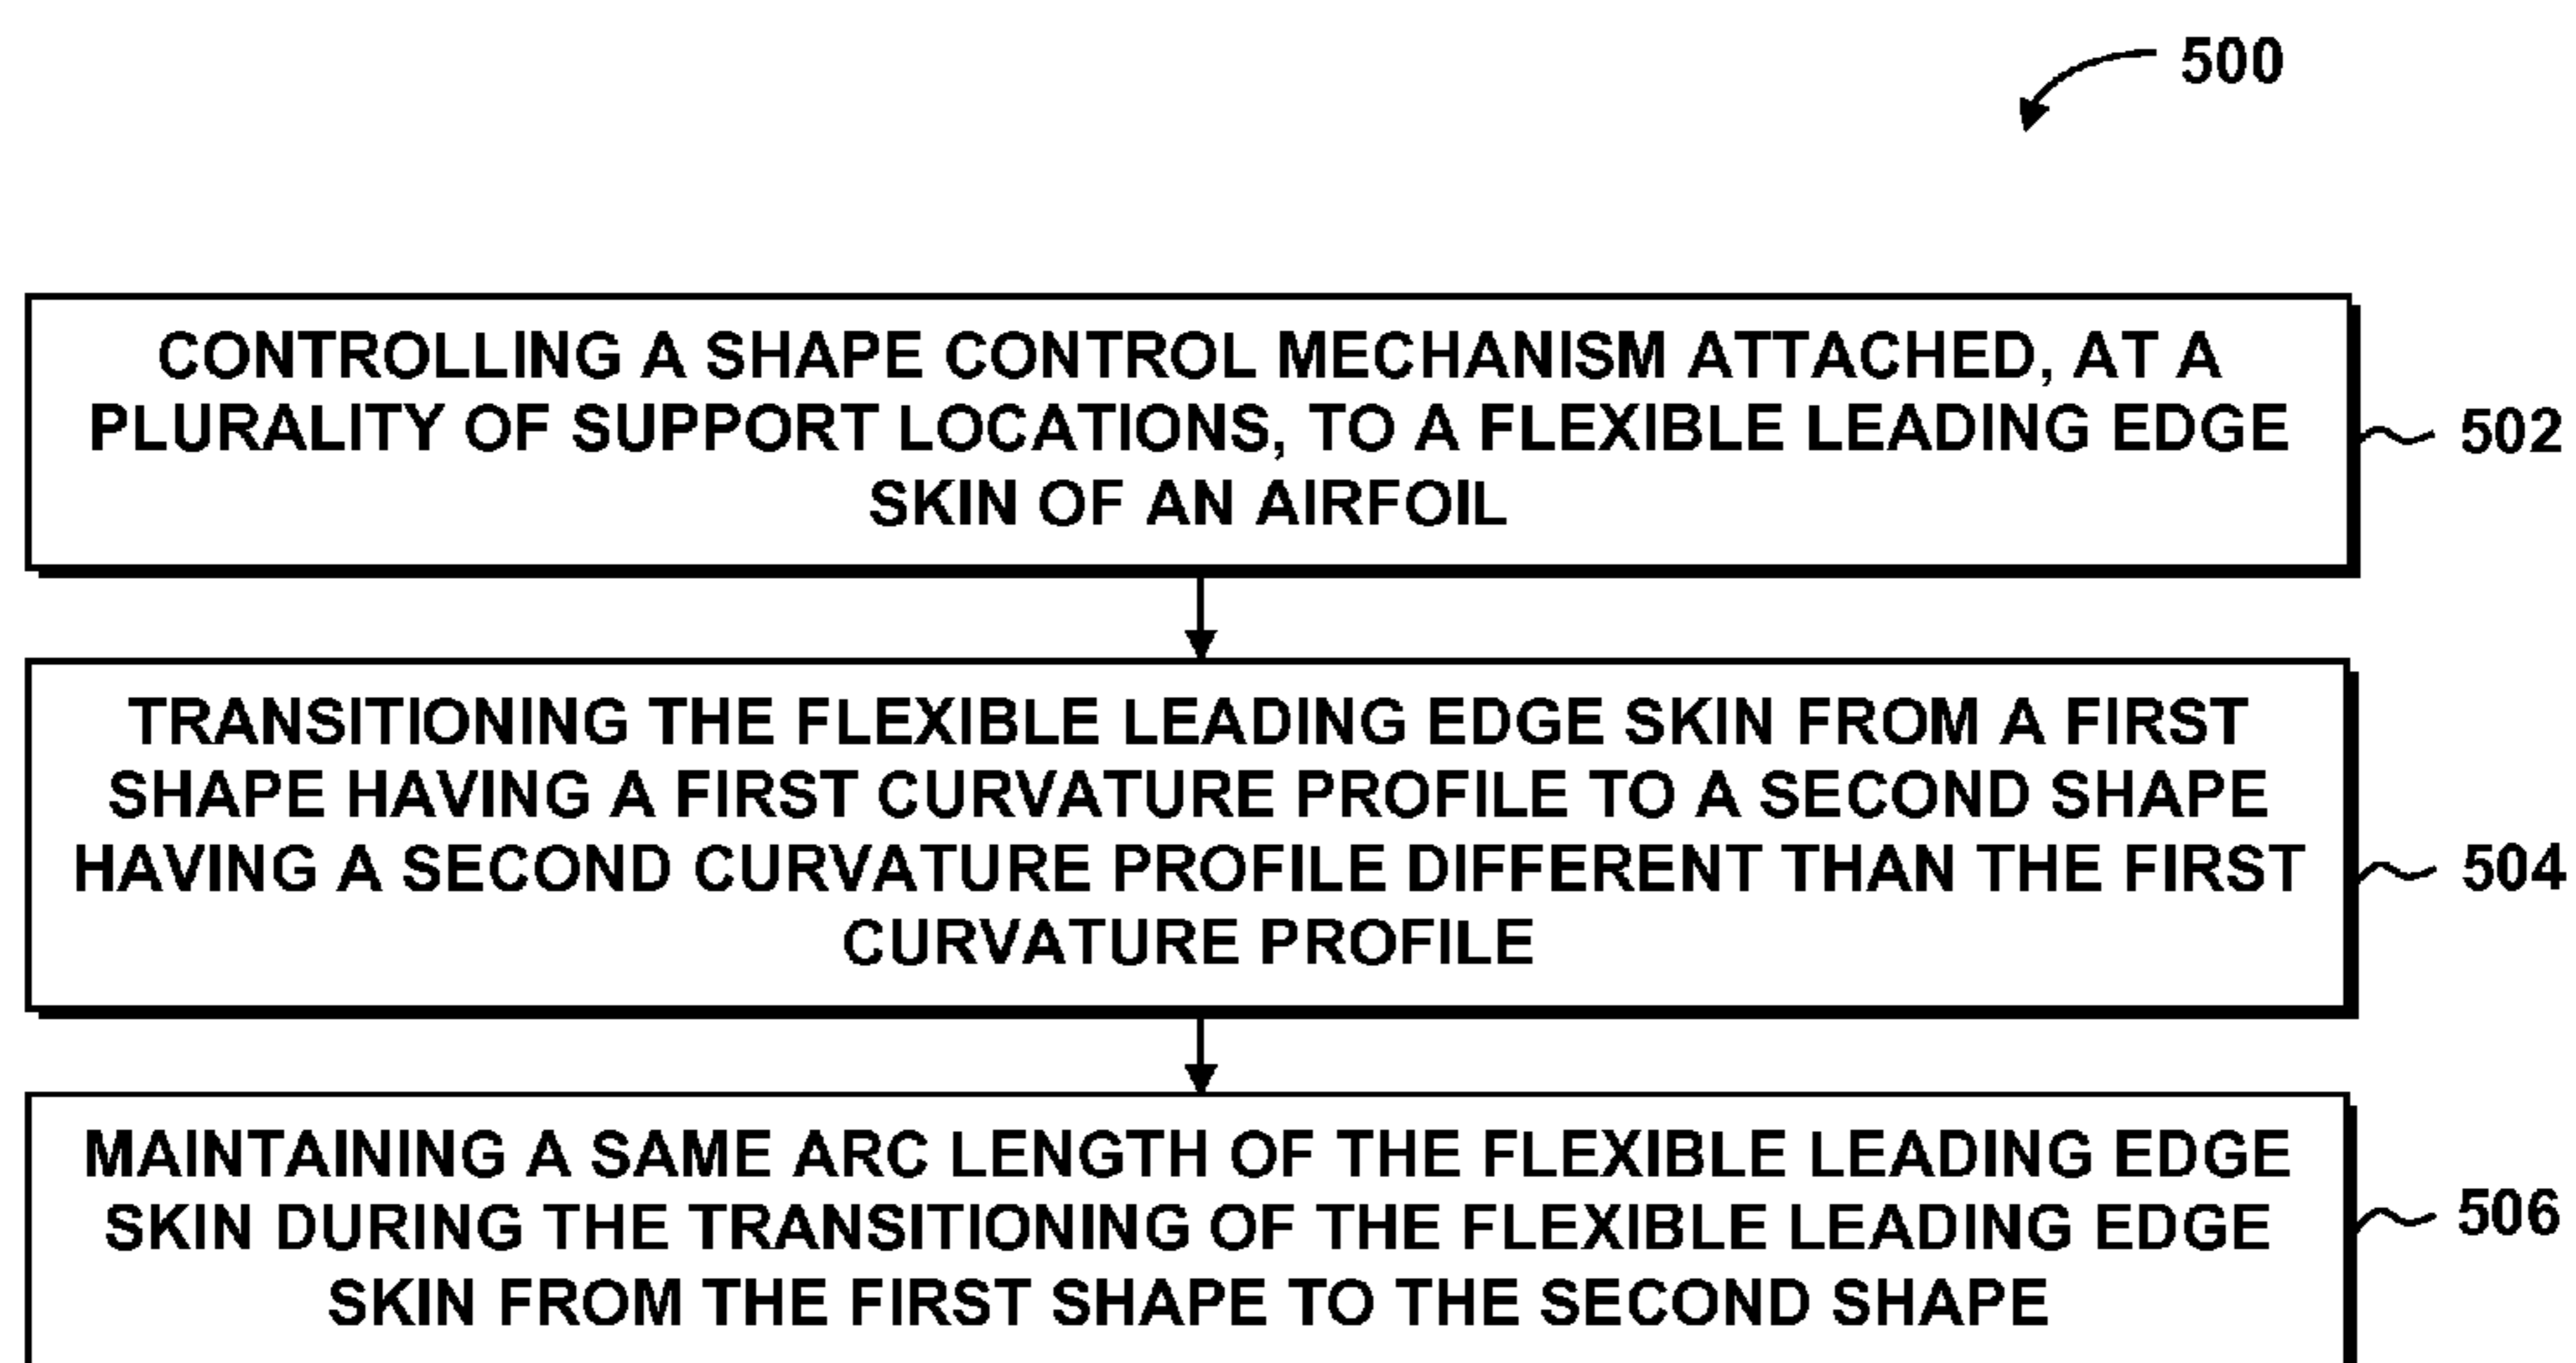 500
CONTROLLING A SHAPE CONTROL MECHANISM ATTACHED, AT A
PLURALITY OF SUPPORT LOCATIONS, TO A FLEXIBLE LEADING EDGE
SKIN OF AN AIRFOIL
502
TRANSITIONING THE FLEXIBLE LEADING EDGE SKIN FROM A FIRST
SHAPE HAVING A FIRST CURVATURE PROFILE TO A SECOND SHAPE
HAVING A SECOND CURVATURE PROFILE DIFFERENT THAN THE FIRST
CURVATURE PROFILE
504
MAINTAINING A SAME ARC LENGTH OF THE FLEXIBLE LEADING EDGE
SKIN DURING THE TRANSITIONING OF THE FLEXIBLE LEADING EDGE
SKIN FROM THE FIRST SHAPE TO THE SECOND SHAPE
506